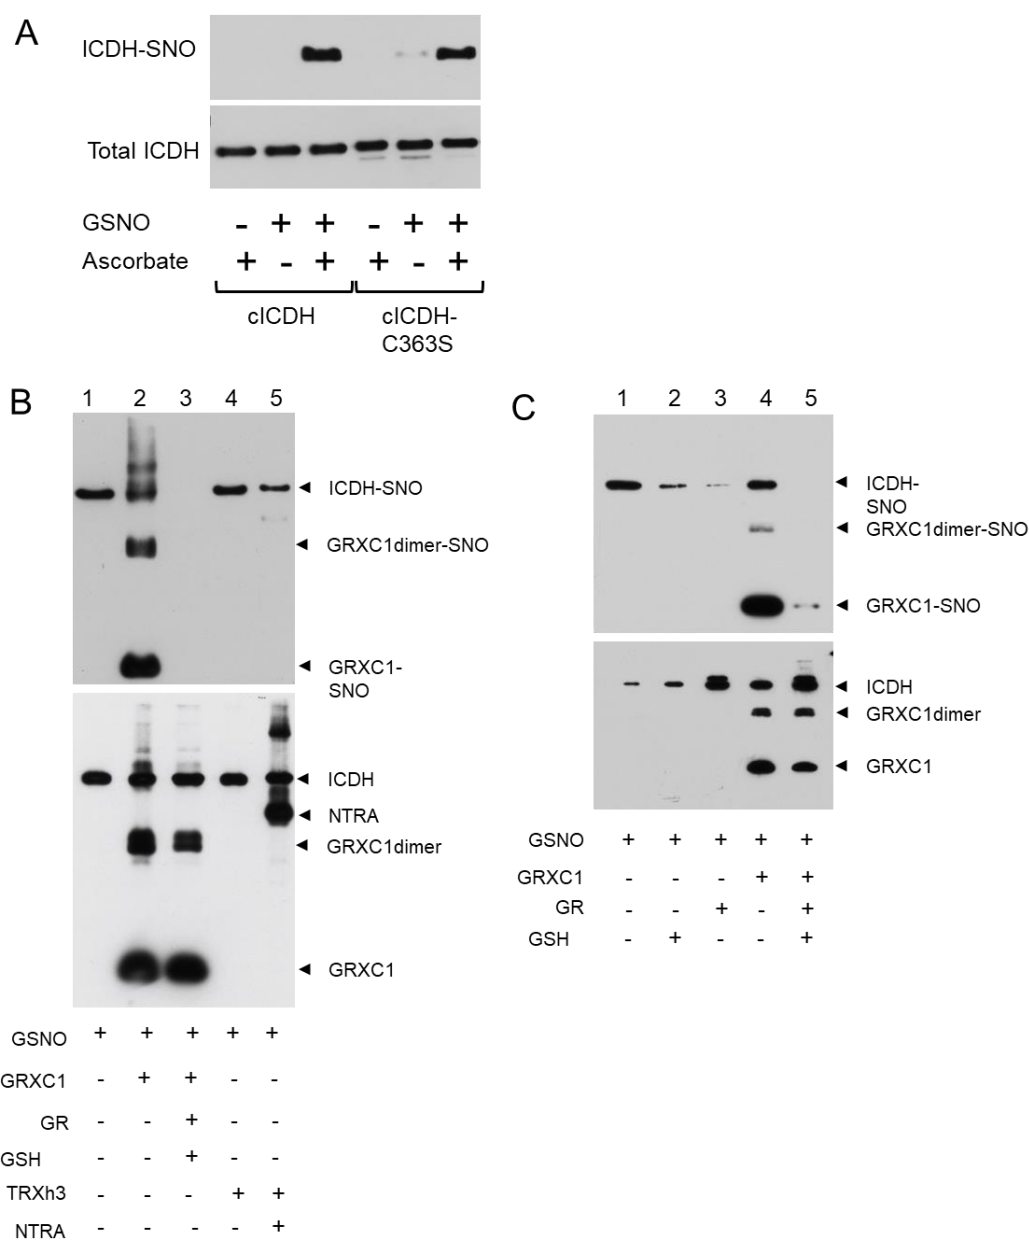 A
ICDH-SNO
Total ICDH
GSNO - + + - + +
Ascorbate + - + + - +
cICDH cICDH-
C363S
B
1 2 3 4 5
ICDH-SNO
GRXC1dimer-SNO
GRXC1-
SNO
ICDH
NTRA
GRXC1dimer
GRXC1
GSNO + + + + +
GRXC1 - + + - -
GR - - + - -
GSH - - + - -
TRXh3 - - - + +
NTRA - - - - +
C
1 2 3 4 5
ICDH-
SNO
GRXC1dimer-SNO
GRXC1-SNO
ICDH
GRXC1dimer
GRXC1
GSNO + + + + +
GRXC1 - - - + +
GR - - + - +
GSH - + - - +